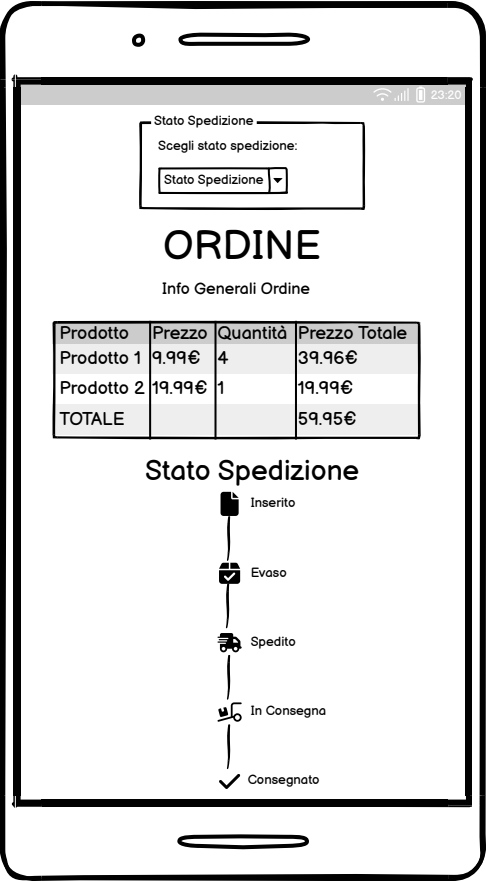 23:20
Stato Spedizione
Scegli stato spedizione:
Stato Spedizione
ORDINE
Info Generali Ordine
Prodotto Prezzo Quantità Prezzo Totale
Prodotto 1 9.99€ 4 39.96€
Prodotto 2 19.99€ 1 19.99€
TOTALE 59.95€
Stato Spedizione
Inserito
Evaso
Spedito
In Consegna
Consegnato